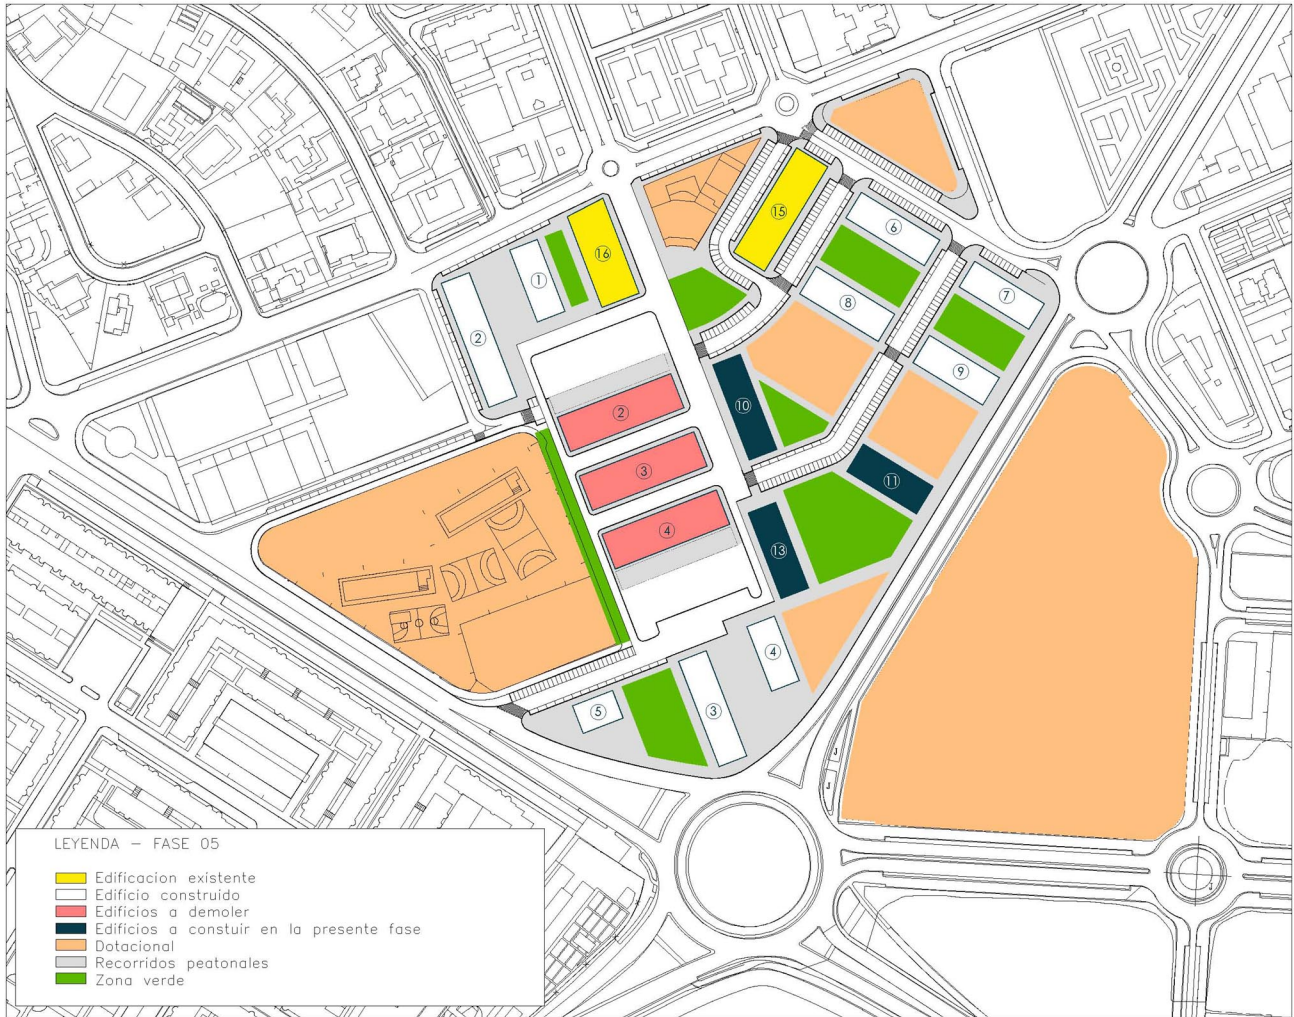 15
6
16
7
1
8
2
9
2
10
3
11
4
13
4
5
3
LEYENDA – FASE 05
Edificacion existente
Edificio construido
Edificios a demoler
Edificios a constuir en la presente fase
Dotacional
Recorridos peatonales
Zona verde